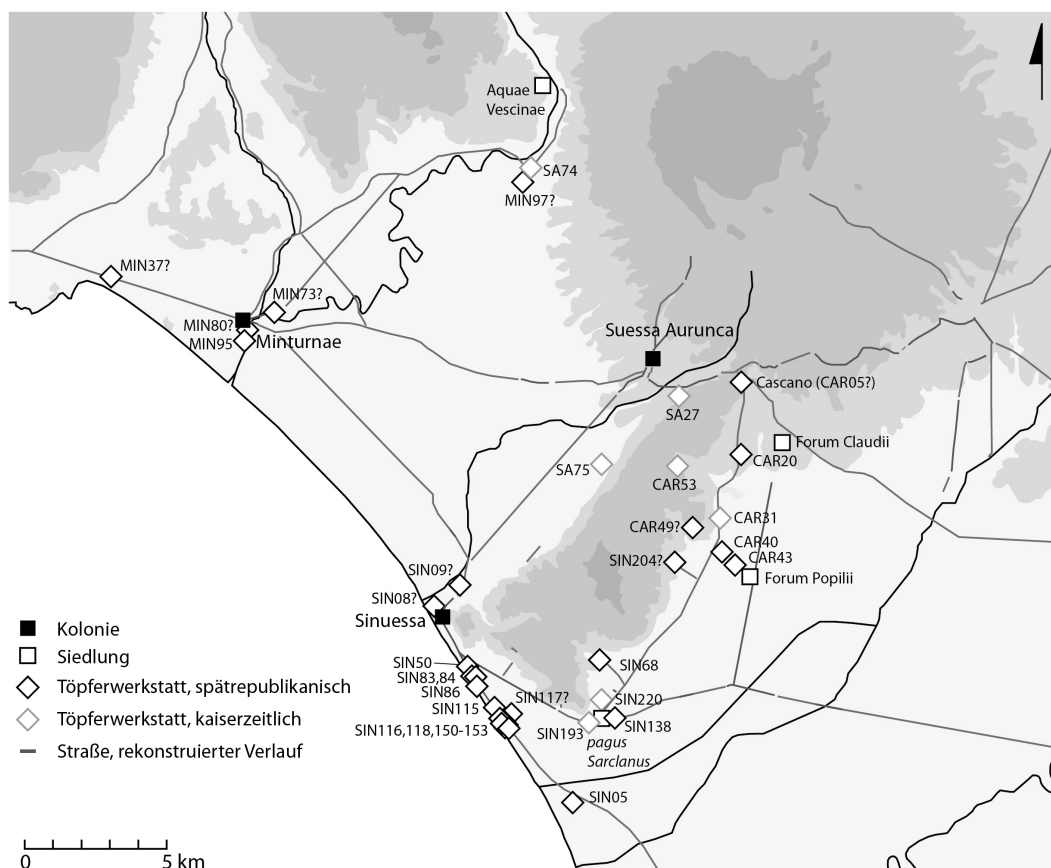 Aquae
Vescinae
SA74
MIN97?
MIN37?
MIN73?
MIN80?
MIN95
Minturnae
Suessa Aurunca
Cascano (CAR05?)
SA27
Forum Claudii
CAR20
SA75
CAR53
CAR31
CAR49?
CAR40
SIN204?
CAR43
Forum Popilii
SIN09?
SIN08?
Sinuessa
SIN50
SIN83,84
SIN86
SIN115
SIN117?
SIN116,118,150-153
SIN68
SIN220
SIN193
SIN138
pagus
Sarclanus
SIN05
Kolonie
Siedlung
Töpferwerkstatt, spätrepublikanisch
Töpferwerkstatt, kaiserzeitlich
Straße, rekonstruierter Verlauf
0 5 km